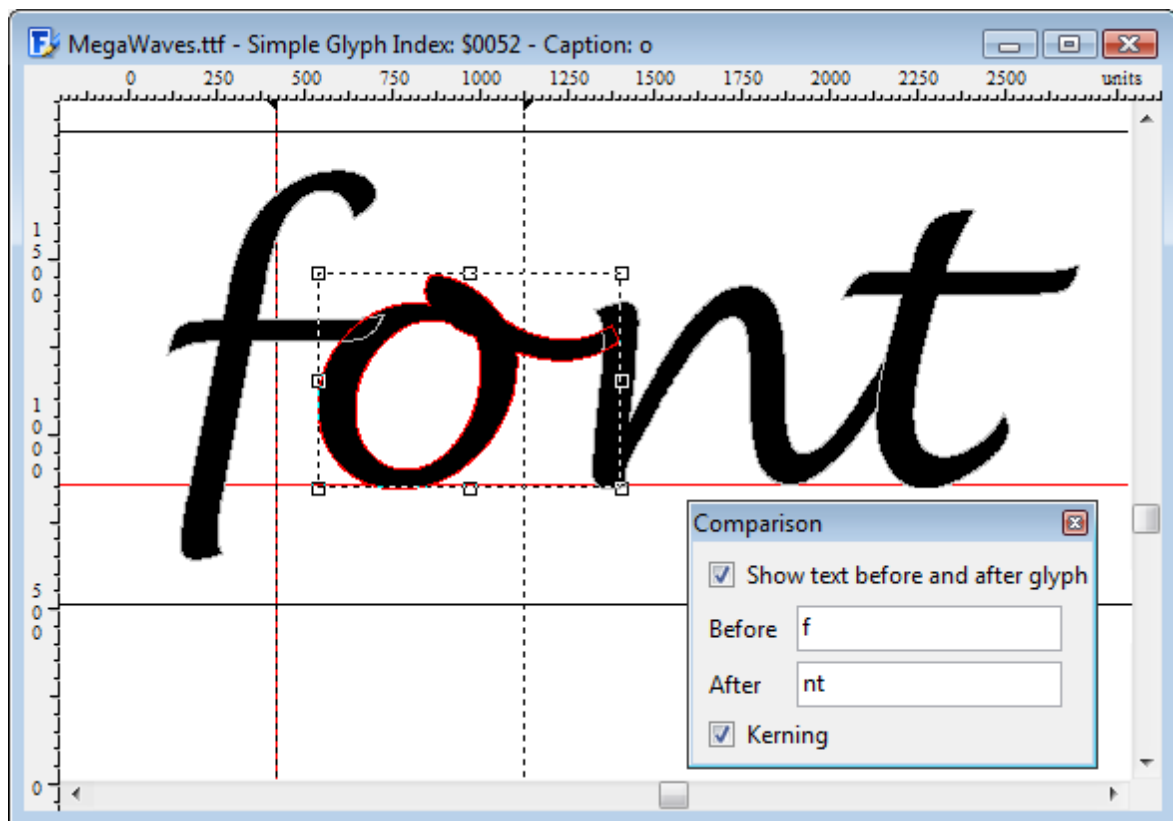 MegaWaves.ttf - Simple Glyph Index: $0052 - Caption: o
0 250 500 750 1000 1250 1500 1750 2000 2250 2500 units
1500
1000
500
0
font
Comparison
Show text before and after glyph
Before f
After nt
Kerning